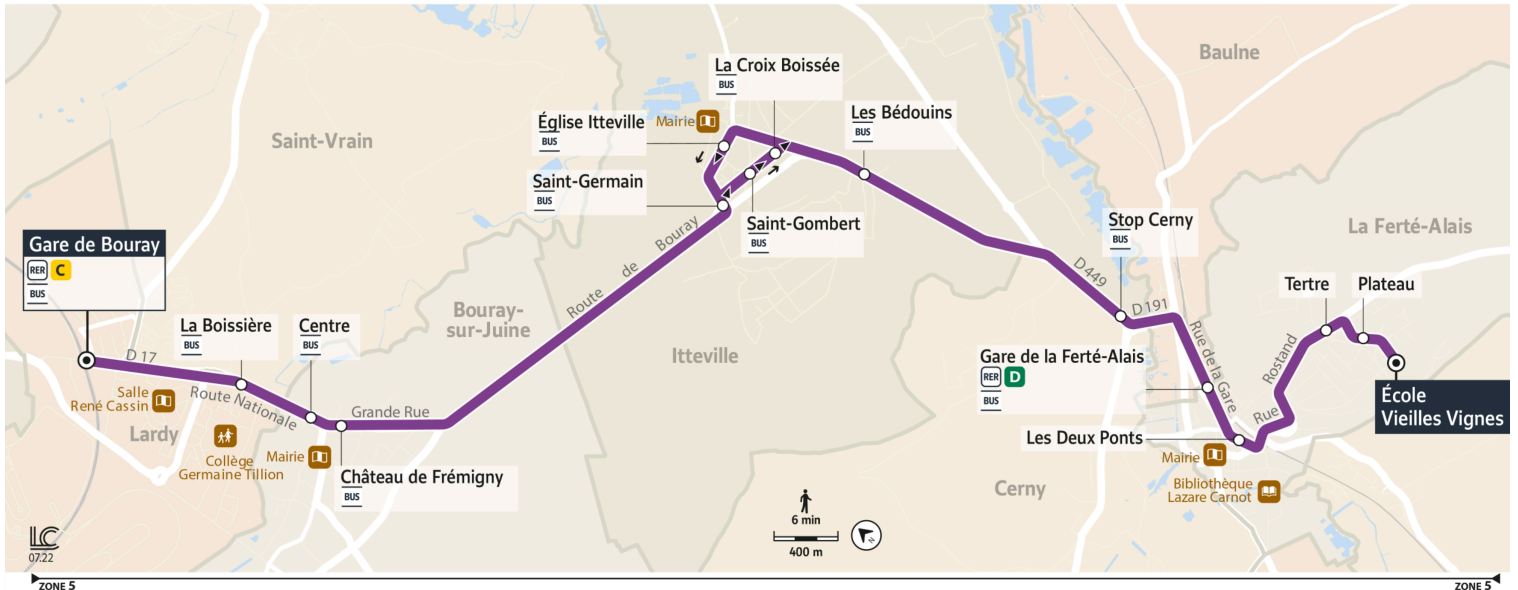 Baulne
La Croix Boissée
BUS
Les Bédouins
BUS
Église Itteville
BUS
Mairie
Saint-Vrain
Saint-Germain
BUS
Saint-Gombert
BUS
Stop Cerny
BUS
La Ferté-Alais
Gare de Bouray
RER C
BUS
Route de Bouray
D 449
D 191
Tertre
Plateau
Bouray-
sur-Juine
La Boissière
BUS
Centre
BUS
D 17
Itteville
Gare de la Ferté-Alais
RER D
BUS
Rue de la Gare
Rue Rostand
École
Vieilles Vignes
Salle
René Cassin
Route Nationale
Grande Rue
Lardy
Les Deux Ponts
Collège
Germaine Tillion
Mairie
Château de Frémigny
BUS
Mairie
Bibliothèque
Lazare Carnot
Cerny
6 min
400 m
N
LC
07.22
ZONE 5
ZONE 5